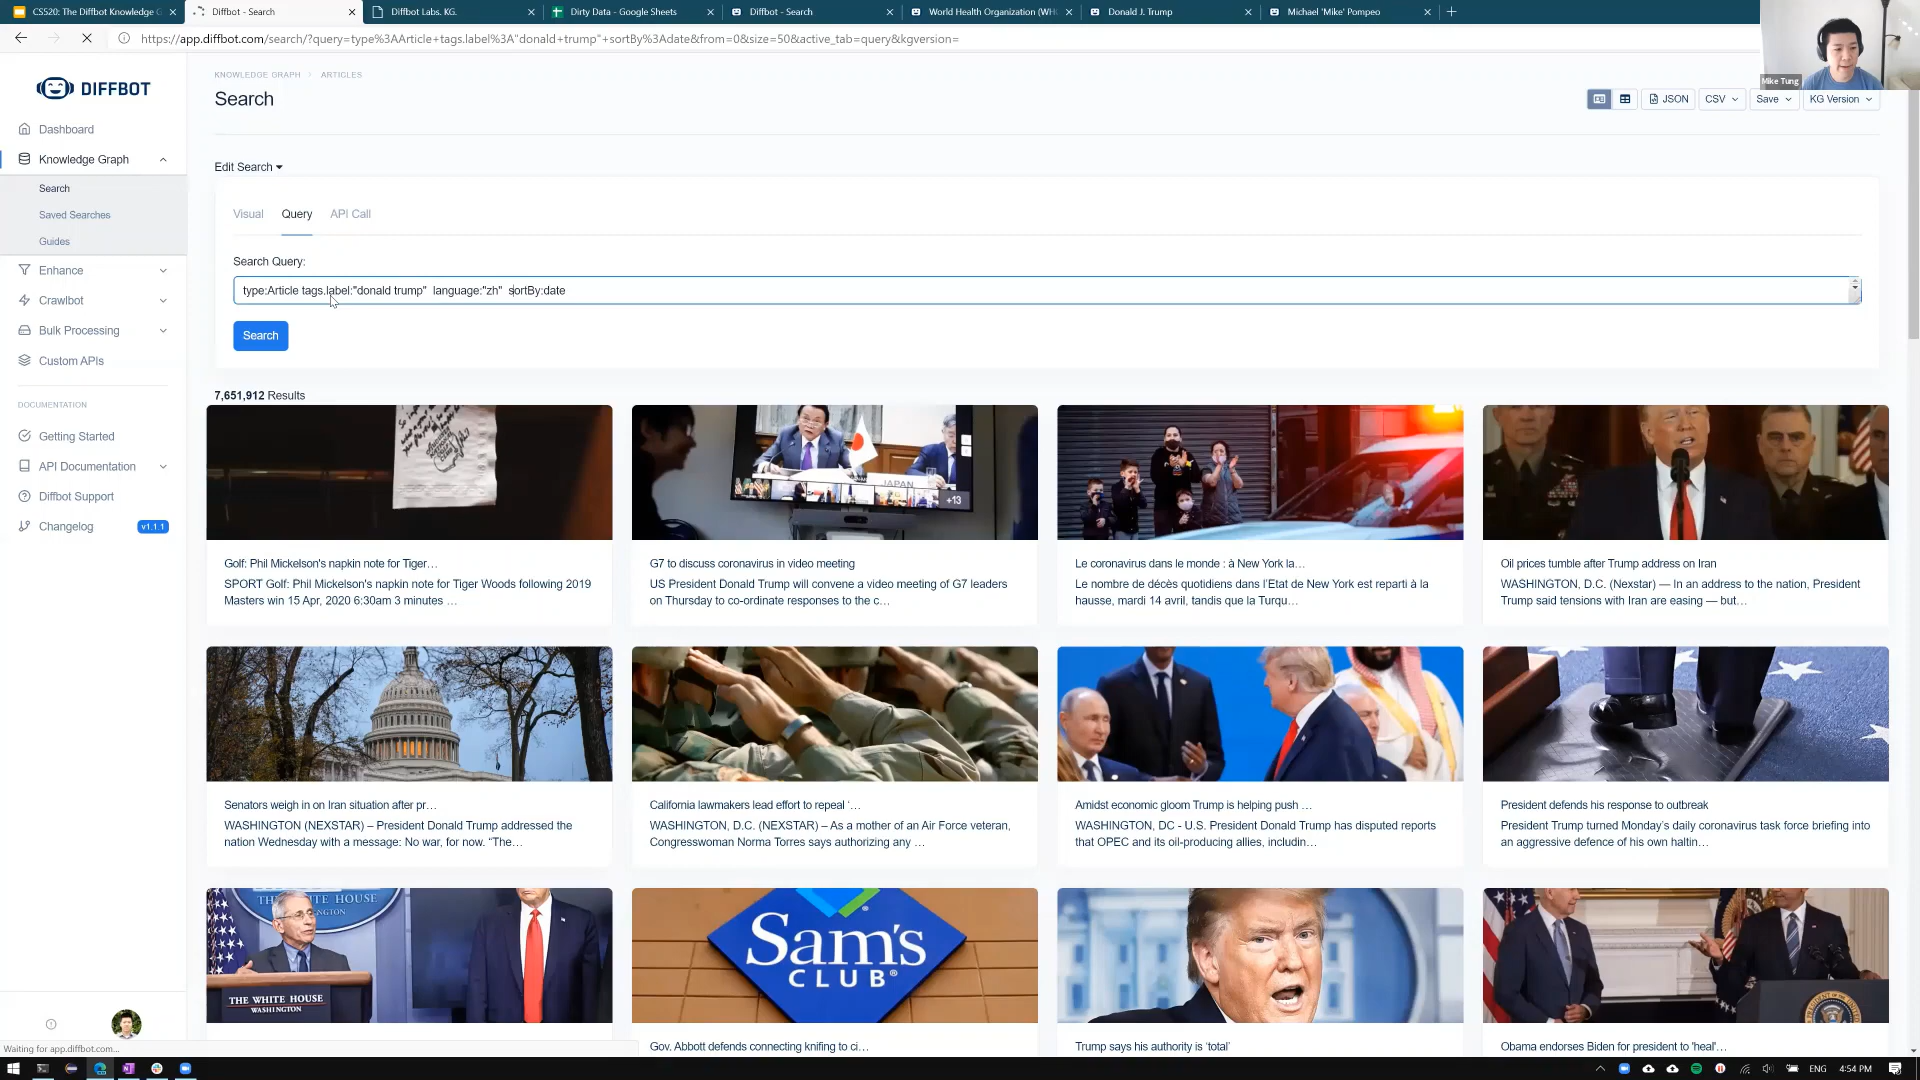 CS520: The Diffbot Knowledge G
Diffbot - Search
Diffbot Labs. KG.
Dirty Data - Google Sheets
Diffbot - Search
World Health Organization (WH
Donald J. Trump
Michael 'Mike' Pompeo
https://app.diffbot.com/search/?query=type%3AArticle+tags.label%3A"donald+trump"+sortBy%3Adate&from=0&size=50&active_tab=query&kgversion=
Mike Tung
DIFFBOT
Dashboard
Knowledge Graph
Search
Saved Searches
Guides
Enhance
Crawlbot
Bulk Processing
Custom APIs
DOCUMENTATION
Getting Started
API Documentation
Diffbot Support
Changelog
v1.1.1
KNOWLEDGE GRAPH > ARTICLES
Search
JSON
CSV
Save
KG Version
Edit Search
Visual
Query
API Call
Search Query:
type:Article tags.label:"donald trump" language:"zh" sortBy:date
Search
7,651,912 Results
JAPAN
+13
Golf: Phil Mickelson's napkin note for Tiger…
SPORT Golf: Phil Mickelson's napkin note for Tiger Woods following 2019
Masters win 15 Apr, 2020 6:30am 3 minutes …
G7 to discuss coronavirus in video meeting
US President Donald Trump will convene a video meeting of G7 leaders
on Thursday to co-ordinate responses to the c…
Le coronavirus dans le monde : à New York la…
Le nombre de décès quotidiens dans l'Etat de New York est reparti à la
hausse, mardi 14 avril, tandis que la Turqu…
Oil prices tumble after Trump address on Iran
WASHINGTON, D.C. (Nexstar) — In an address to the nation, President
Trump said tensions with Iran are easing — but…
Senators weigh in on Iran situation after pr…
WASHINGTON (NEXSTAR) – President Donald Trump addressed the
nation Wednesday with a message: No war, for now. "The…
California lawmakers lead effort to repeal '…
WASHINGTON, D.C. (NEXSTAR) – As a mother of an Air Force veteran,
Congresswoman Norma Torres says authorizing any …
Amidst economic gloom Trump is helping push …
WASHINGTON, DC - U.S. President Donald Trump has disputed reports
that OPEC and its oil-producing allies, includin…
President defends his response to outbreak
President Trump turned Monday's daily coronavirus task force briefing into
an aggressive defence of his own haltin…
THE WHITE HOUSE
WASHINGTON
THE WHITE HOUSE
WASHINGTON
Sam's
CLUB
Gov. Abbott defends connecting knifing to ci…
Trump says his authority is 'total'
Obama endorses Biden for president to 'heal'…
Waiting for app.diffbot.com...
ENG
4:54 PM